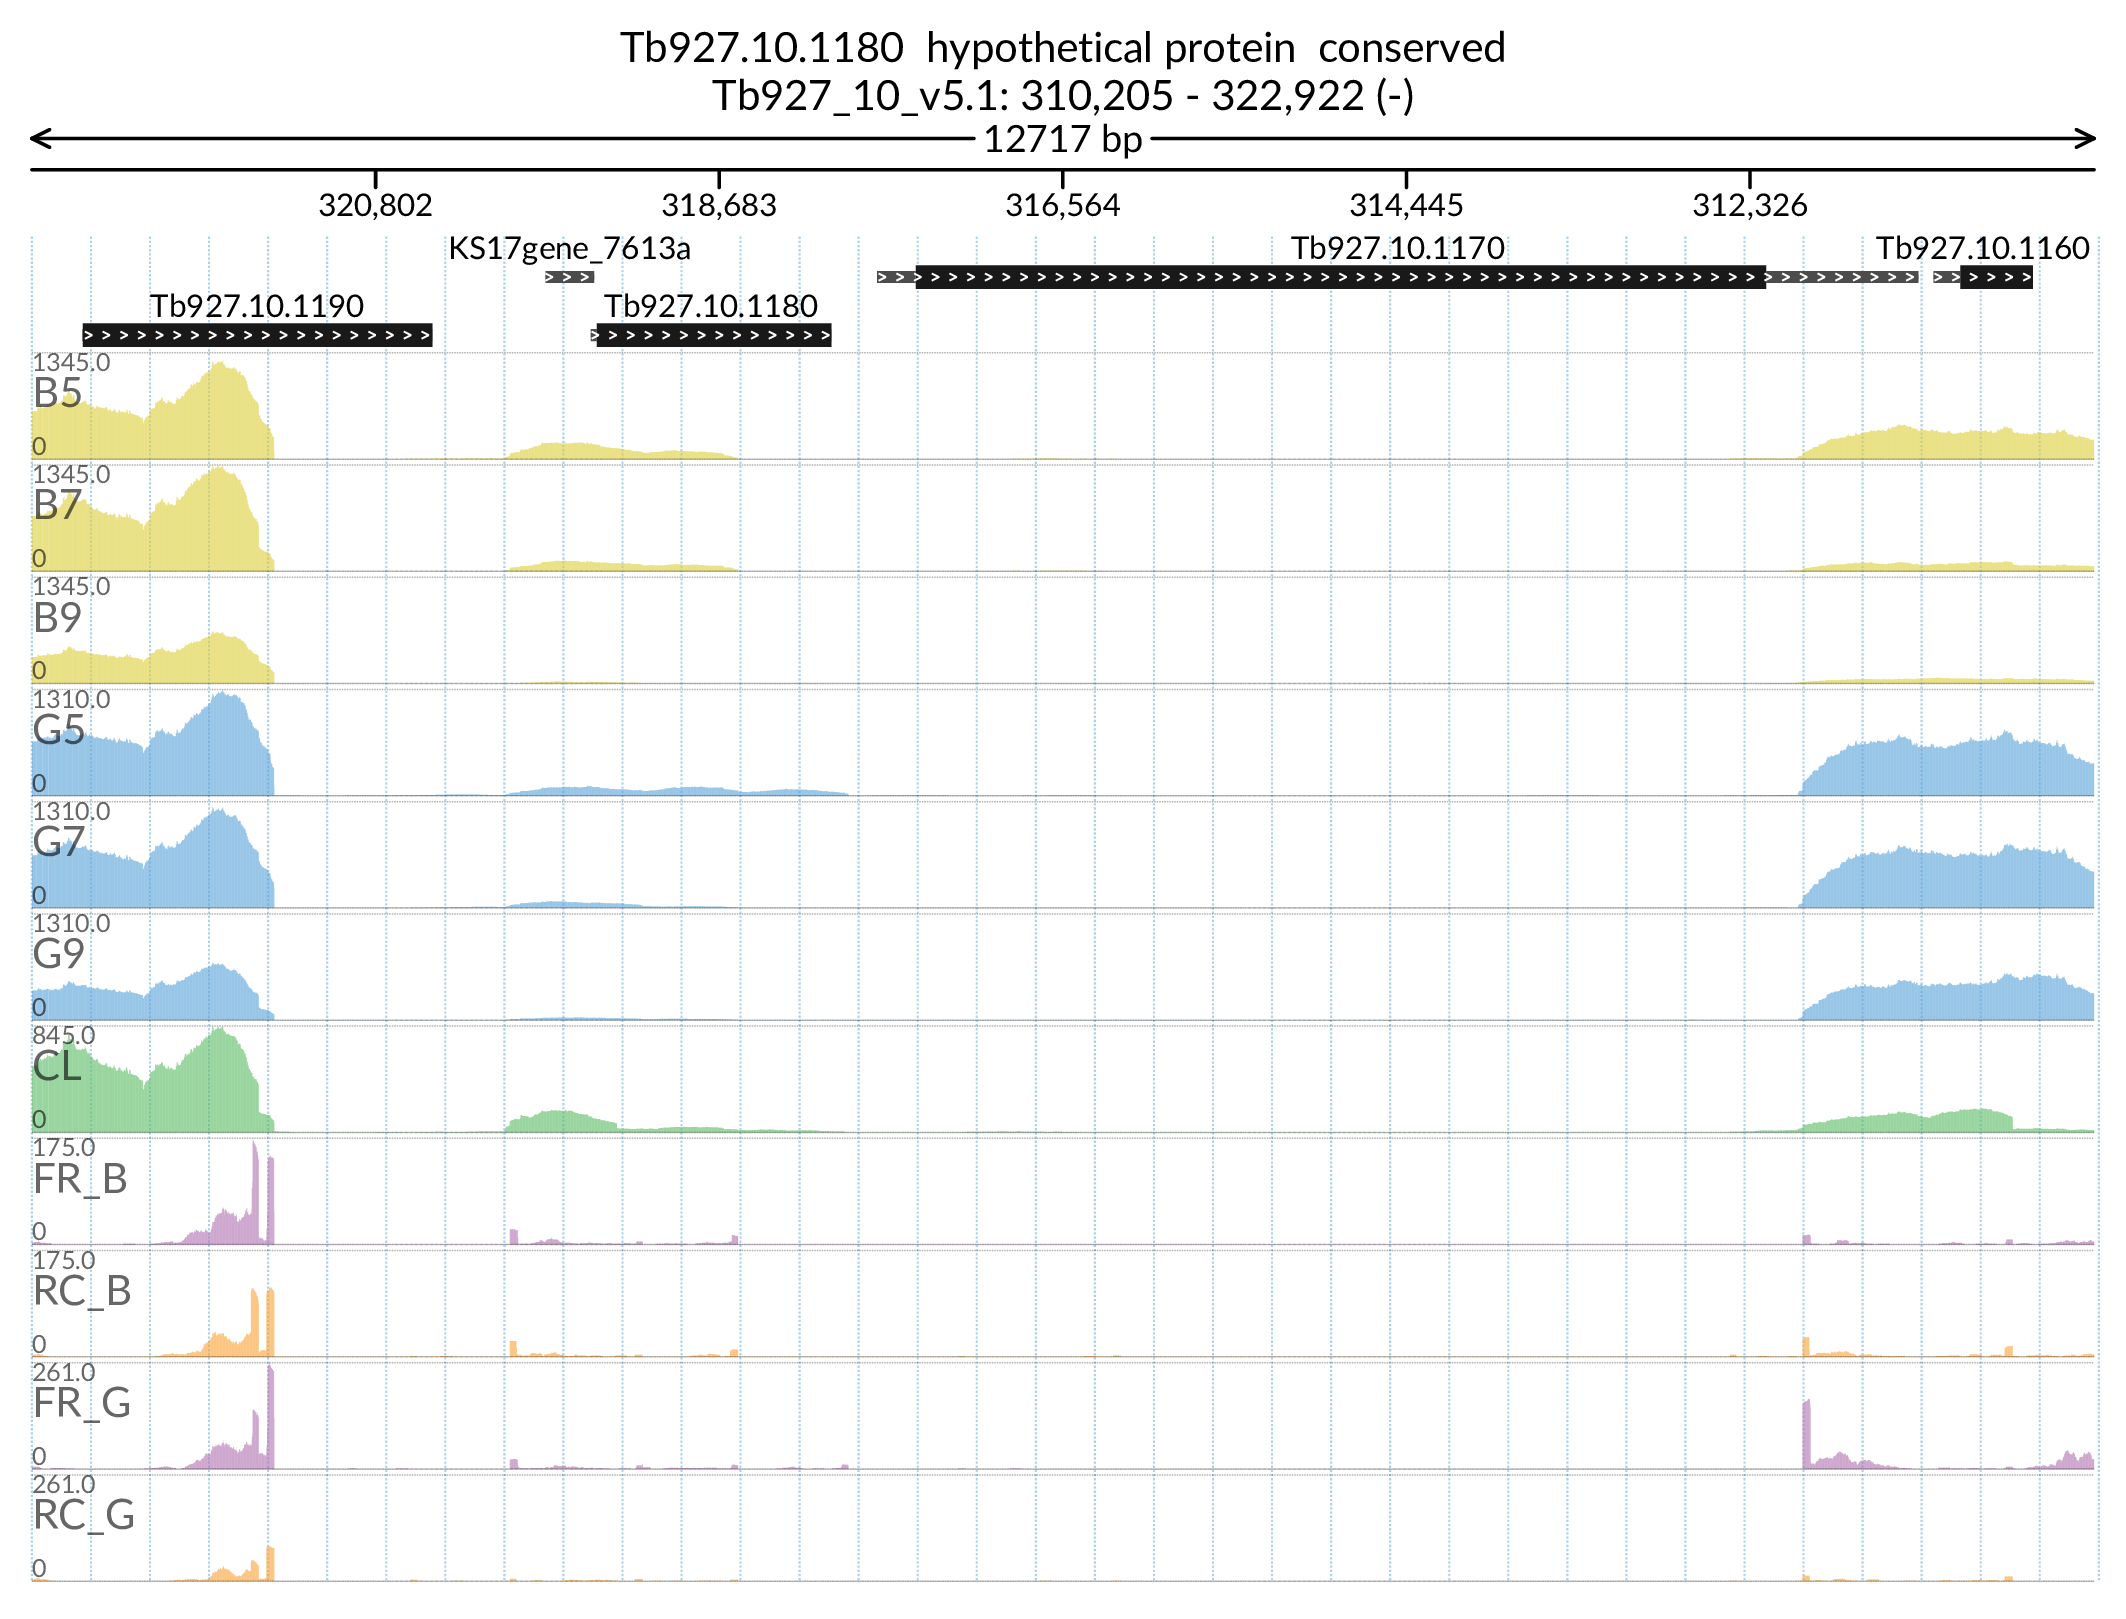 Tb927.10.1180  hypothetical protein  conserved
Tb927_10_v5.1: 310,205 - 322,922 (-)
12717 bp
320,802 318,683 316,564 314,445 312,326
KS17gene_7613a Tb927.10.1170 Tb927.10.1160
Tb927.10.1190 Tb927.10.1180
1345.0
B5
0
1345.0
B7
0
1345.0
B9
0
1310.0
G5
0
1310.0
G7
0
1310.0
G9
0
845.0
CL
0
175.0
FR_B
0
175.0
RC_B
0
261.0
FR_G
0
261.0
RC_G
0